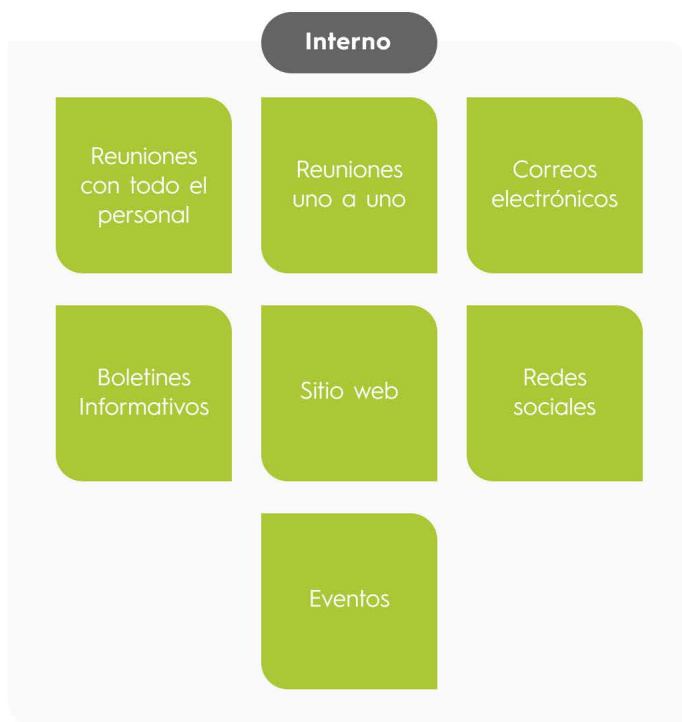 Interno
Reuniones
con todo el
personal
Reuniones
uno a uno
Correos
electrónicos
Boletines
Informativos
Sitio web
Redes
sociales
Eventos